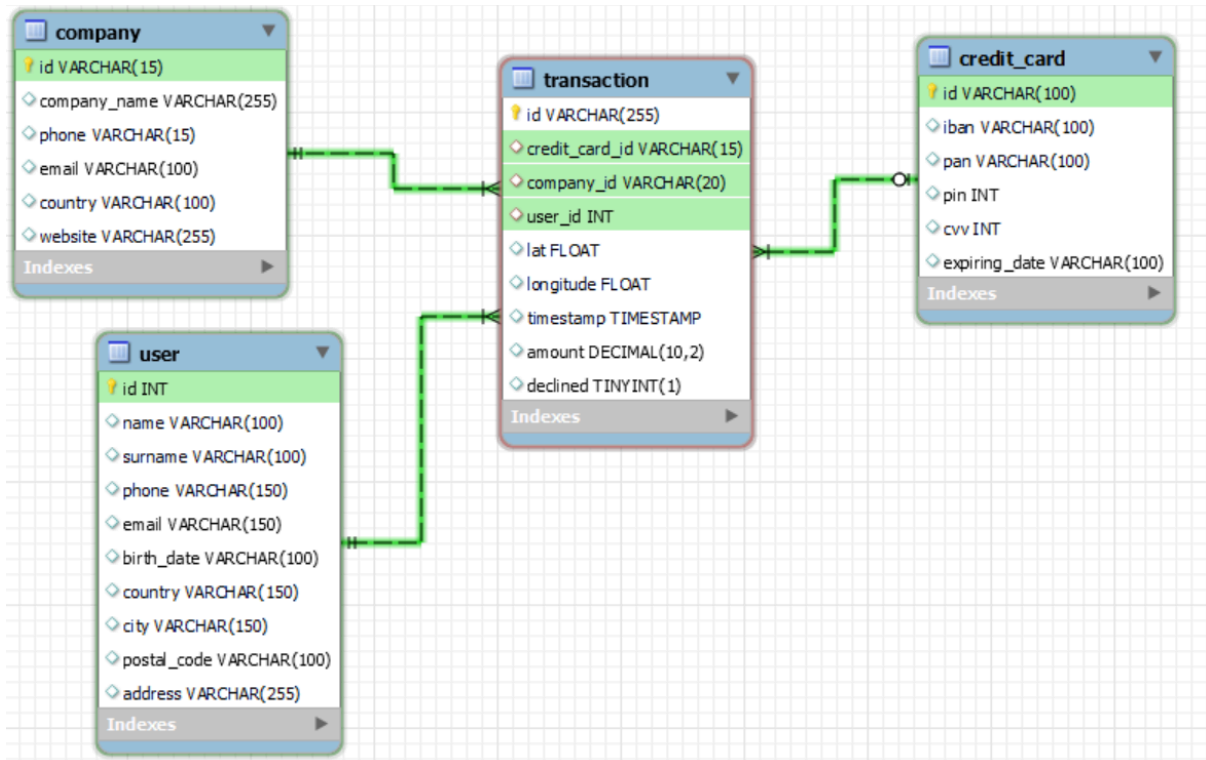 company
id VARCHAR(15)
company_name VARCHAR(255)
phone VARCHAR(15)
email VARCHAR(100)
country VARCHAR(100)
website VARCHAR(255)
Indexes
user
id INT
name VARCHAR(100)
surname VARCHAR(100)
phone VARCHAR(150)
email VARCHAR(150)
birth_date VARCHAR(100)
country VARCHAR(150)
city VARCHAR(150)
postal_code VARCHAR(100)
address VARCHAR(255)
Indexes
transaction
id VARCHAR(255)
credit_card_id VARCHAR(15)
company_id VARCHAR(20)
user_id INT
lat FLOAT
longitude FLOAT
timestamp TIMESTAMP
amount DECIMAL(10,2)
declined TINYINT(1)
Indexes
credit_card
id VARCHAR(100)
iban VARCHAR(100)
pan VARCHAR(100)
pin INT
cvv INT
expiring_date VARCHAR(100)
Indexes